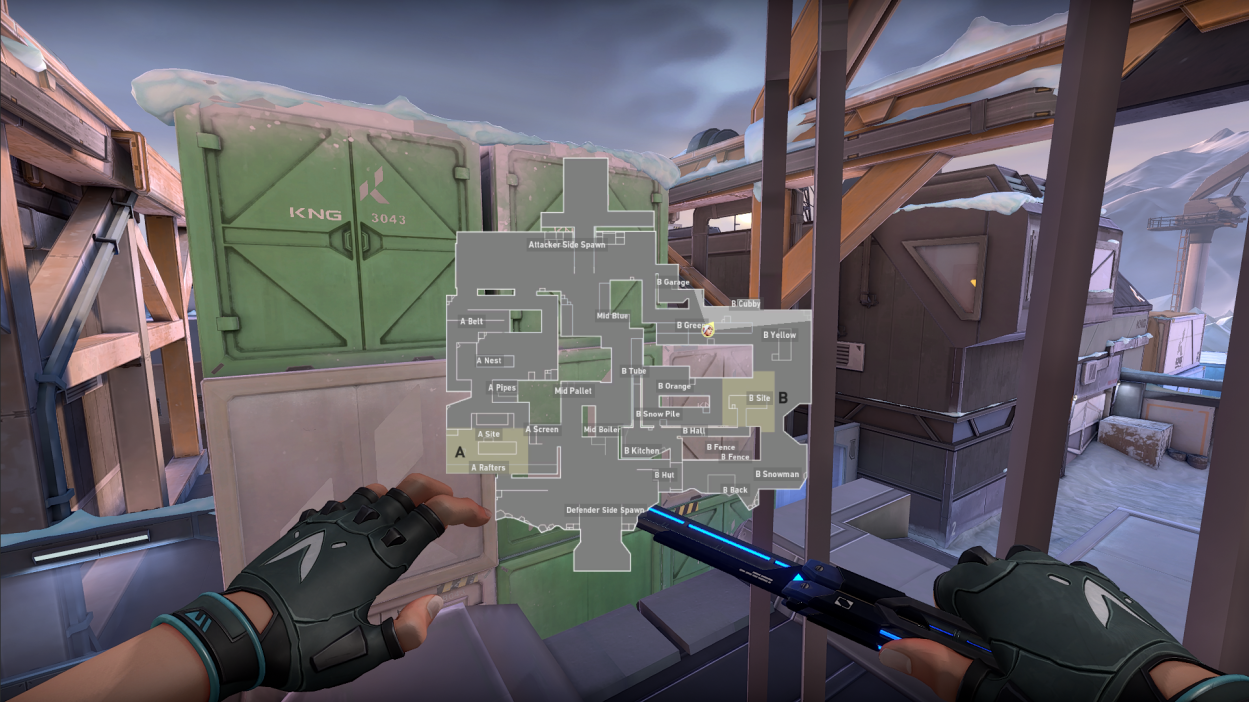 KNG
3043
Attacker Side Spawn
B Garage
B Cubby
Mid Blue
A Belt
B Green
B Yellow
A Nest
B Tube
A Pipes
Mid Pallet
B Orange
B Site
B
B Snow Pile
A Site
A Screen
Mid Boiler
B Hall
A
B Kitchen
B Fence
B Fence
A Rafters
B Hut
B Snowman
B Back
Defender Side Spawn